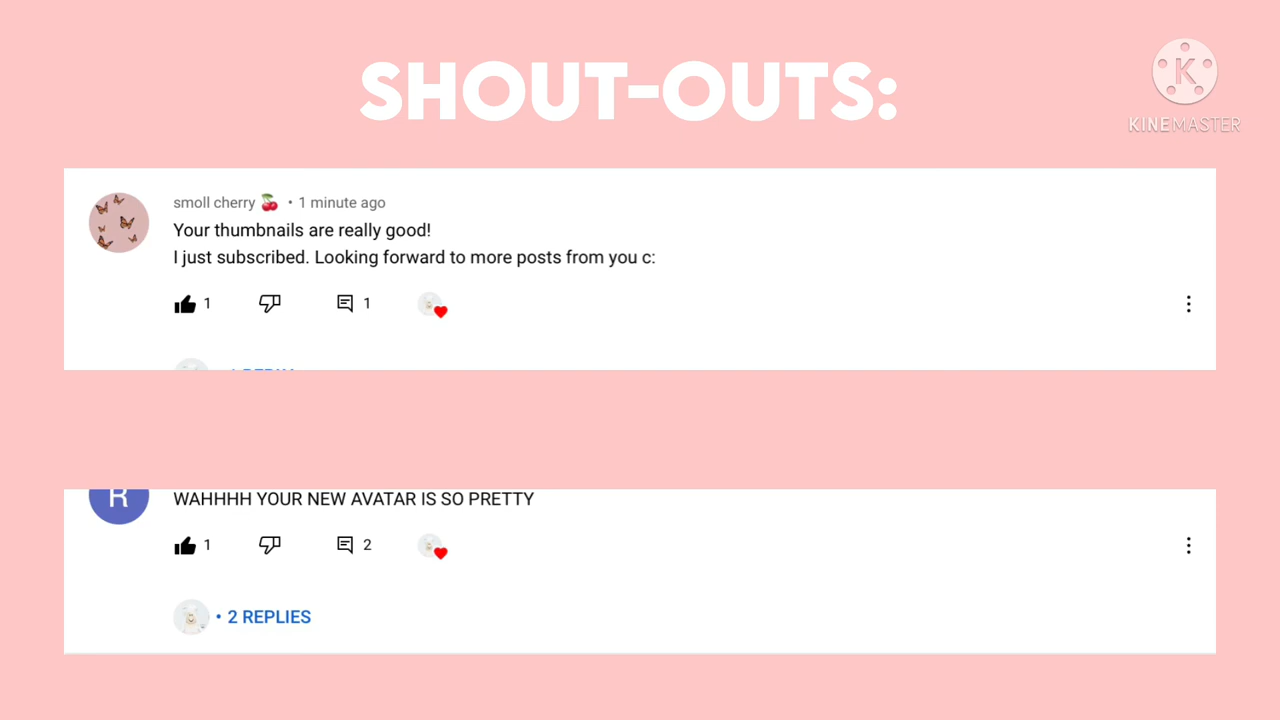 SHOUT-OUTS:
K
KINEMASTER
smoll cherry 🍒 • 1 minute ago
Your thumbnails are really good!
I just subscribed. Looking forward to more posts from you c:
1
1
R
WAHHHH YOUR NEW AVATAR IS SO PRETTY
1
2
• 2 REPLIES